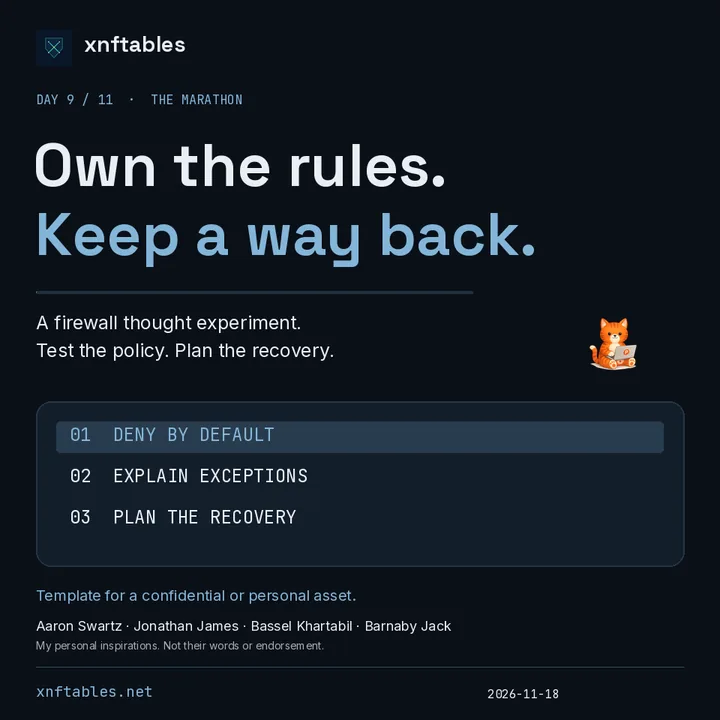 xnftables
DAY 9 / 11 · THE MARATHON
Own the rules.
Keep a way back.
A firewall thought experiment.
Test the policy. Plan the recovery.
01 DENY BY DEFAULT
02 EXPLAIN EXCEPTIONS
03 PLAN THE RECOVERY
Template for a confidential or personal asset.
Aaron Swartz · Jonathan James · Bassel Khartabil · Barnaby Jack
My personal inspirations. Not their words or endorsement.
xnftables.net
2026-11-18